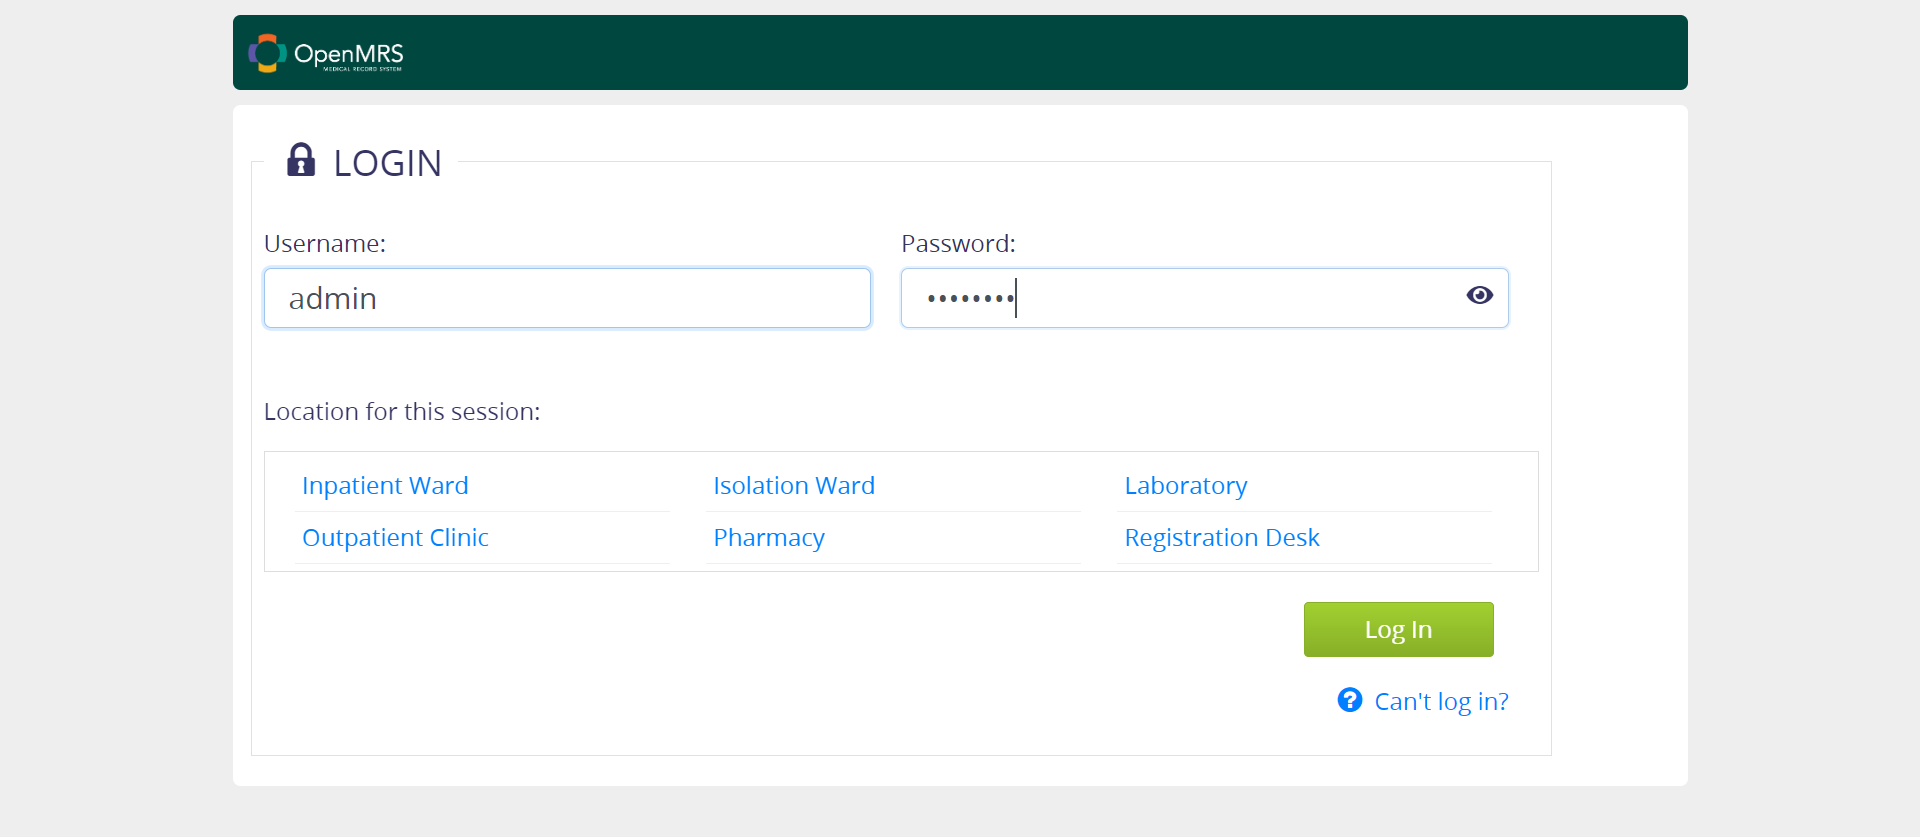 OpenMRS
MEDICAL RECORD SYSTEM
LOGIN
Username:
Password:
admin
••••••••
Location for this session:
Inpatient Ward
Isolation Ward
Laboratory
Outpatient Clinic
Pharmacy
Registration Desk
Log In
Can't log in?